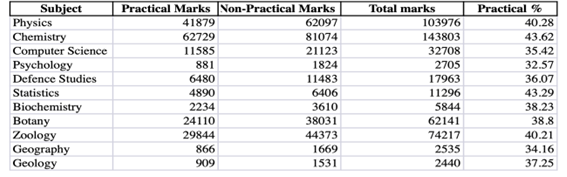 Subject Practical Marks Non-Practical Marks Total marks Practical %
Physics 41879 62097 103976 40.28
Chemistry 62729 81074 143803 43.62
Computer Science 11585 21123 32708 35.42
Psychology 881 1824 2705 32.57
Defence Studies 6480 11483 17963 36.07
Statistics 4890 6406 11296 43.29
Biochemistry 2234 3610 5844 38.23
Botany 24110 38031 62141 38.8
Zoology 29844 44373 74217 40.21
Geography 866 1669 2535 34.16
Geology 909 1531 2440 37.25